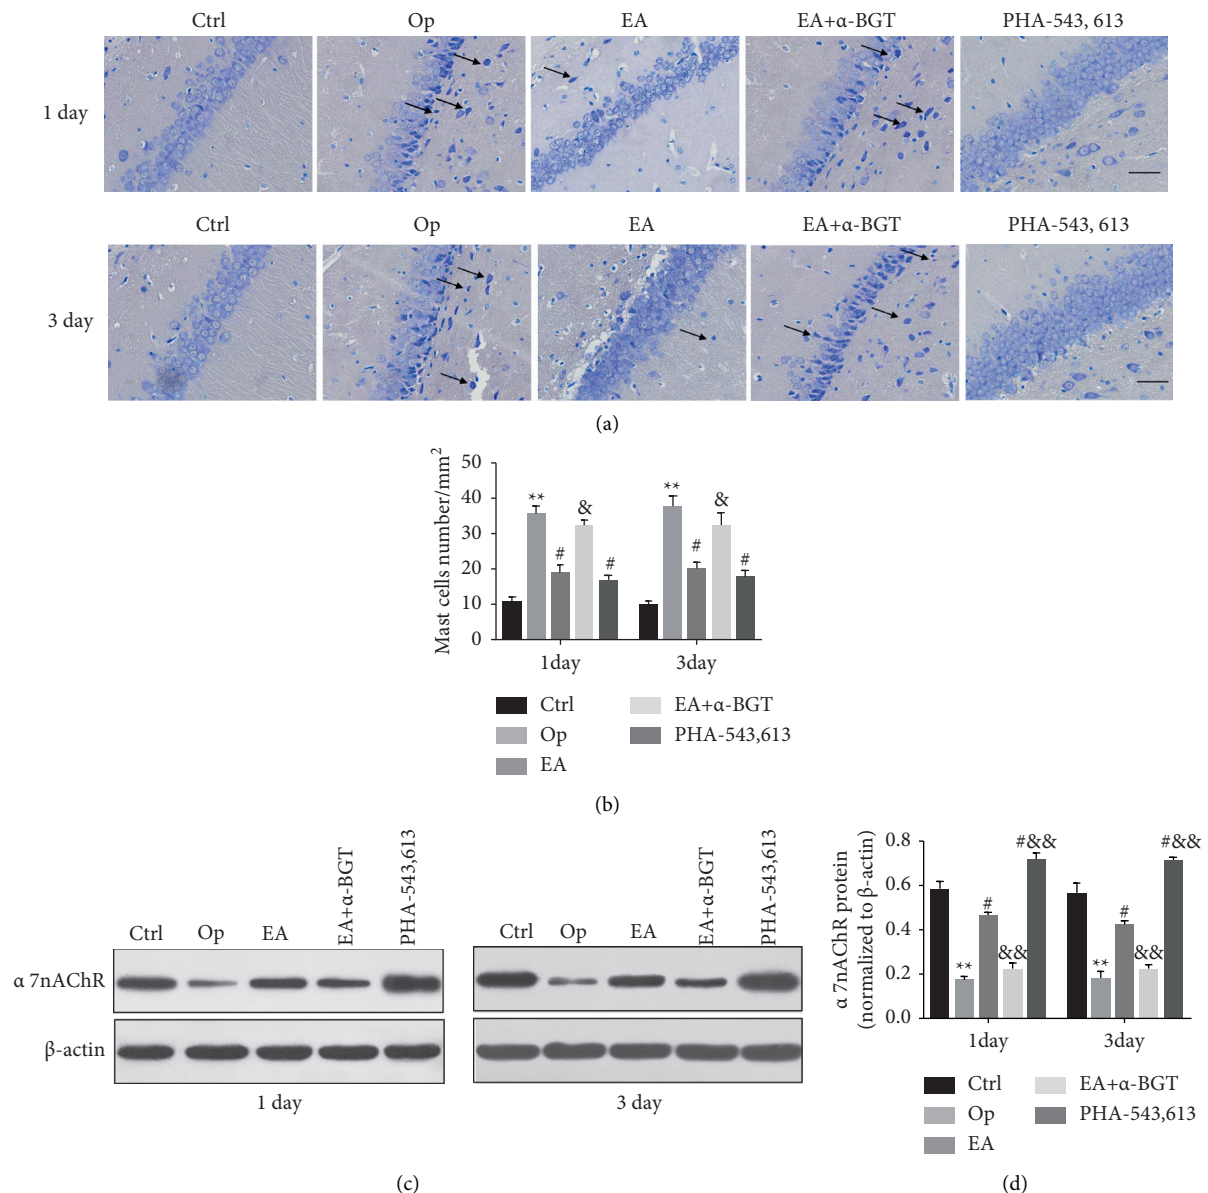 Ctrl Op EA EA+α-BGT PHA-543, 613
1 day
Ctrl Op EA EA+α-BGT PHA-543, 613
3 day
(a)
Mast cells number/mm²
50
40
30
20
10
0
** # & #
** # & #
1day 3day
Ctrl EA+α-BGT
Op PHA-543,613
EA
(b)
Ctrl Op EA EA+α-BGT PHA-543,613
Ctrl Op EA EA+α-BGT PHA-543,613
α 7nAChR
β-actin
1 day 3 day
(c)
α 7nAChR protein
(normalized to β-actin)
0.8
0.6
0.4
0.2
0.0
** # && #&&
** # && #&&
1day 3day
Ctrl EA+α-BGT
Op PHA-543,613
EA
(d)